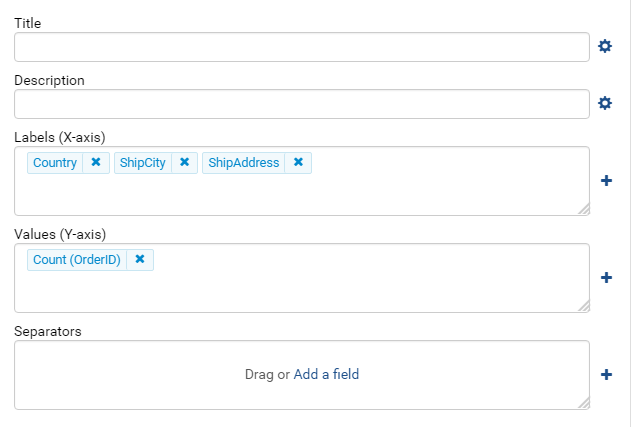 Title
Description
Labels (X-axis)
Country ✖ ShipCity ✖ ShipAddress ✖
Values (Y-axis)
Count (OrderID) ✖
Separators
Drag or Add a field